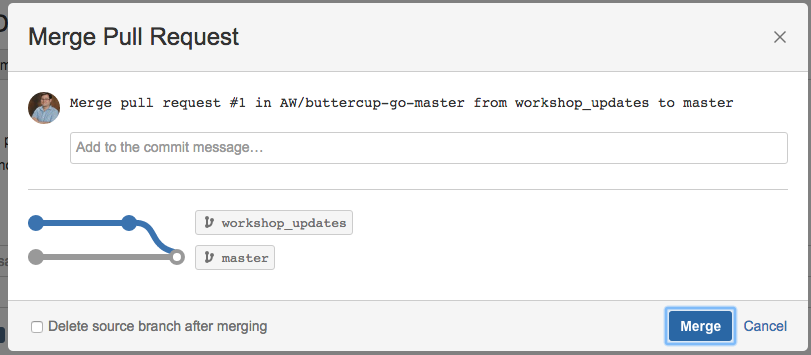 Merge Pull Request
Merge pull request #1 in AW/buttercup-go-master from workshop_updates to master
Add to the commit message…
workshop_updates
master
Delete source branch after merging
Merge Cancel